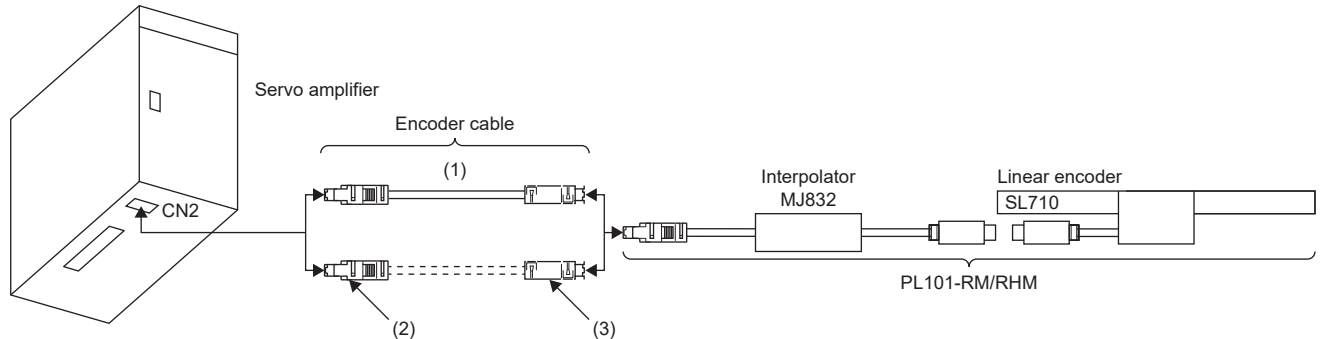 Servo amplifier
Encoder cable
(1)
Interpolator
MJ832
Linear encoder
SL710
CN2
PL101-RM/RHM
(2)
(3)